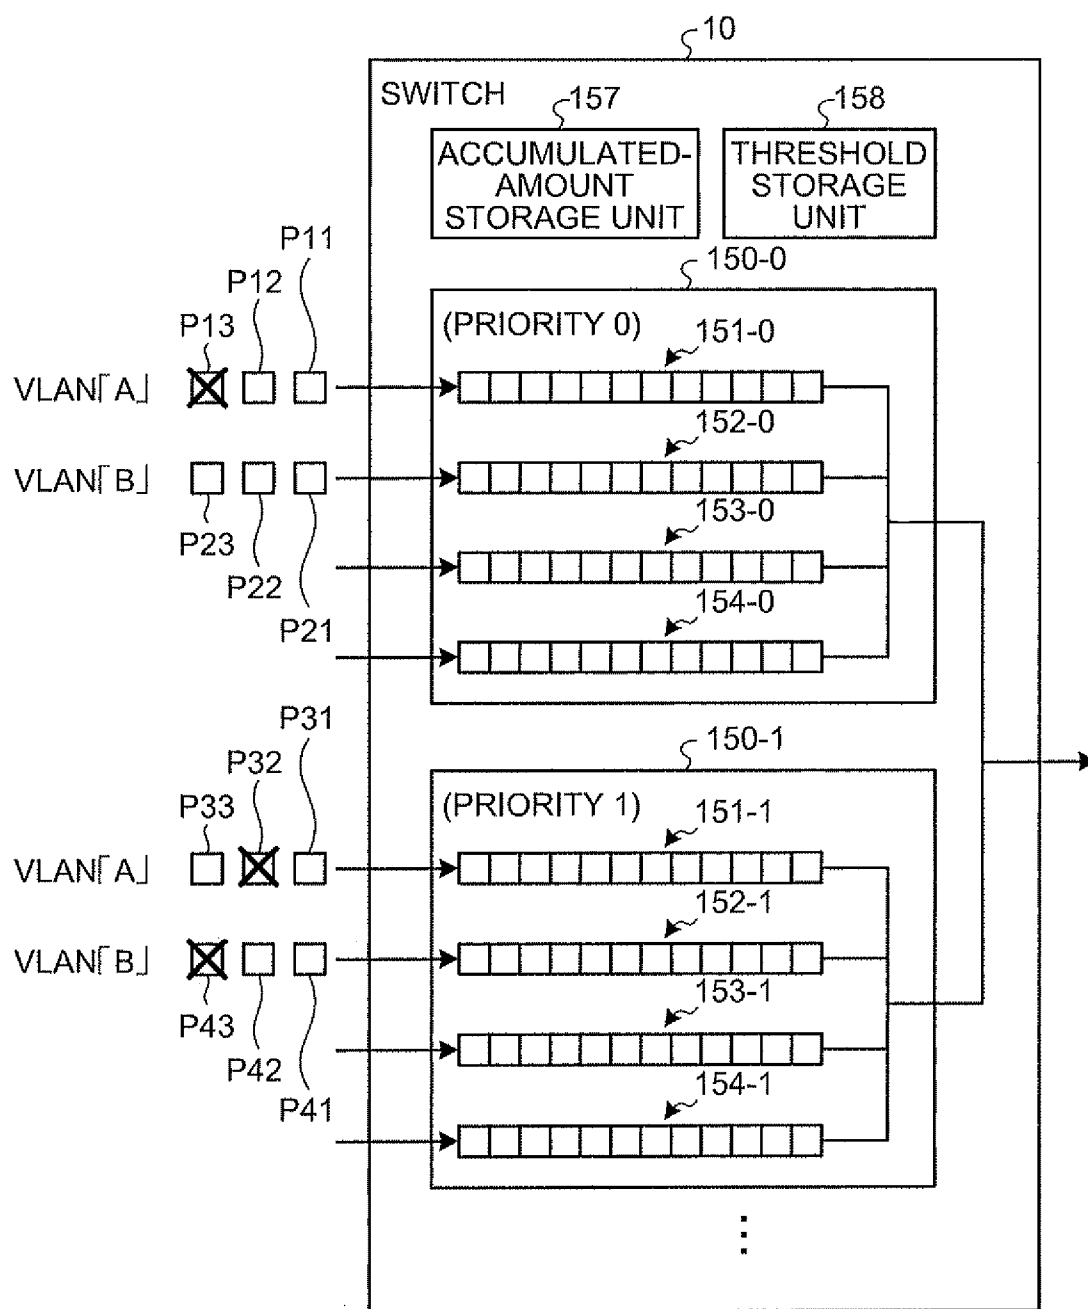 10
SWITCH
157
158
ACCUMULATED-
AMOUNT
STORAGE UNIT
THRESHOLD
STORAGE
UNIT
P11
P12
P13
150-0
(PRIORITY 0)
151-0
VLAN「A」
152-0
VLAN「B」
153-0
P23
P22
P21
154-0
P31
P32
P33
150-1
(PRIORITY 1)
151-1
VLAN「A」
152-1
VLAN「B」
153-1
P43
P42
P41
154-1